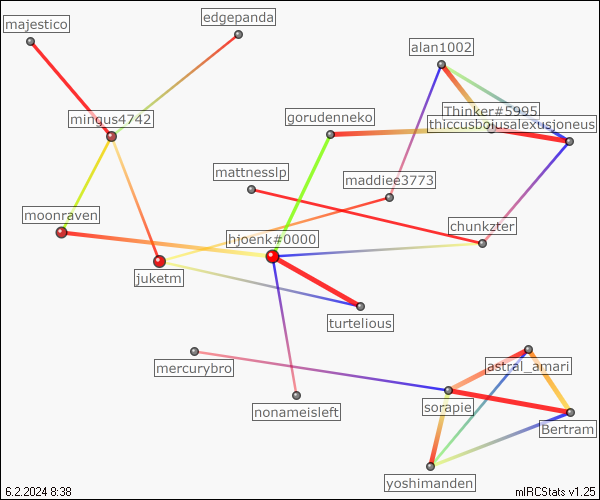 majestico
edgepanda
alan1002
mingus4742
gorudenneko
Thinker#5995
mattnesslp
maddiee3773
moonraven
hjoenk#0000
chunkzter
juketm
turtelious
mercurybro
astral_amari
nonameisleft
sorapie
Bertram
yoshimanden
6.2.2024 8:38
mIRCStats v1.25